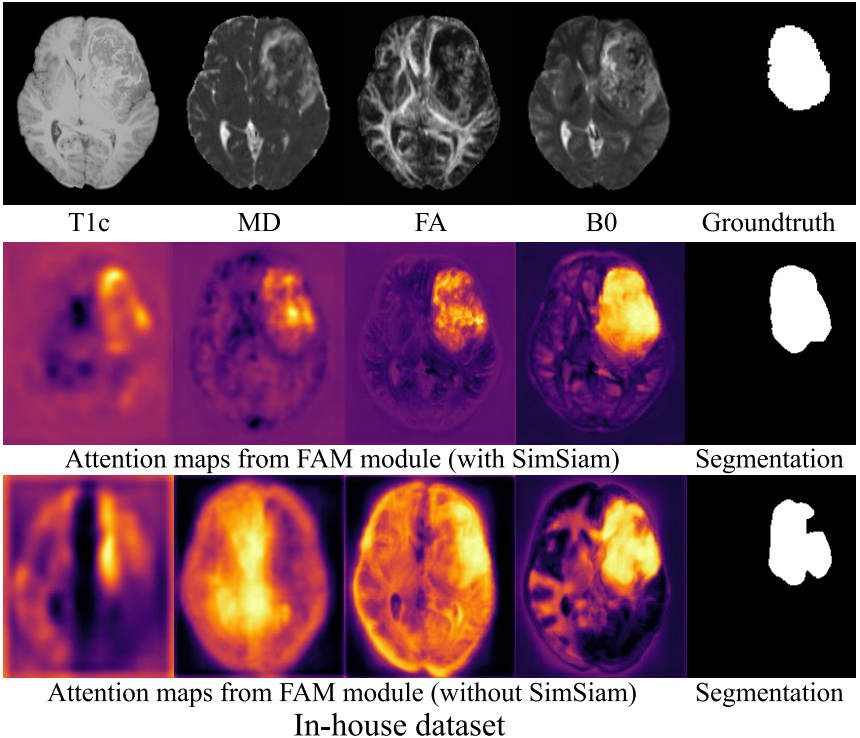 T1c MD FA B0 Groundtruth
Attention maps from FAM module (with SimSiam) Segmentation
Attention maps from FAM module (without SimSiam) Segmentation
In-house dataset